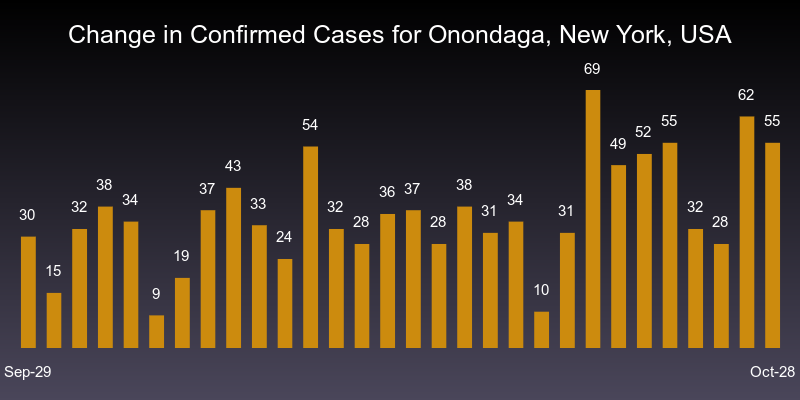 Change in Confirmed Cases for Onondaga, New York, USA
30 15 32 38 34 9 19 37 43 33 24 54 32 28 36 37 28 38 31 34 10 31 69 49 52 55 32 28 62 55
Sep-29 Oct-28